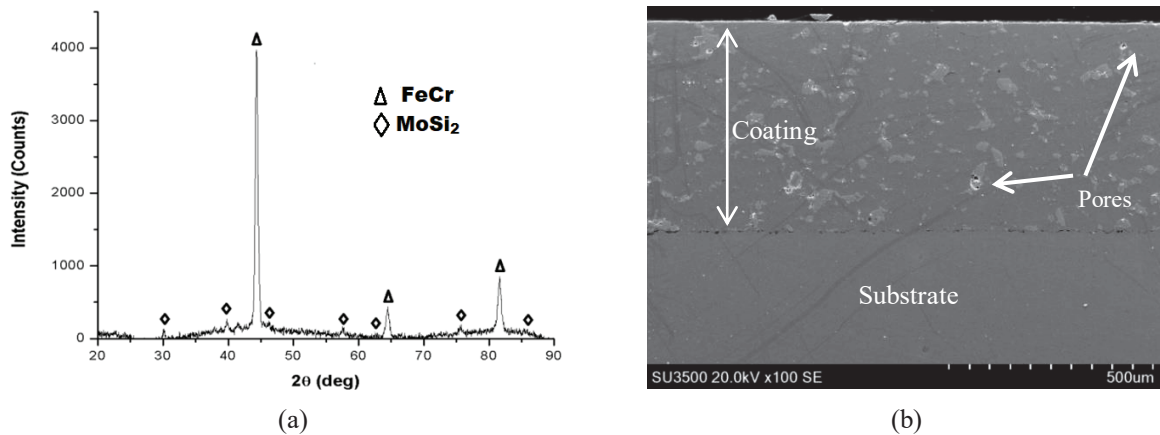 4000
3000
2000
1000
0
Intensity (Counts)
20 30 40 50 60 70 80 90
2θ (deg)
FeCr
MoSi₂
(a)
Coating
Pores
Substrate
SU3500 20.0kV x100 SE 500um
(b)